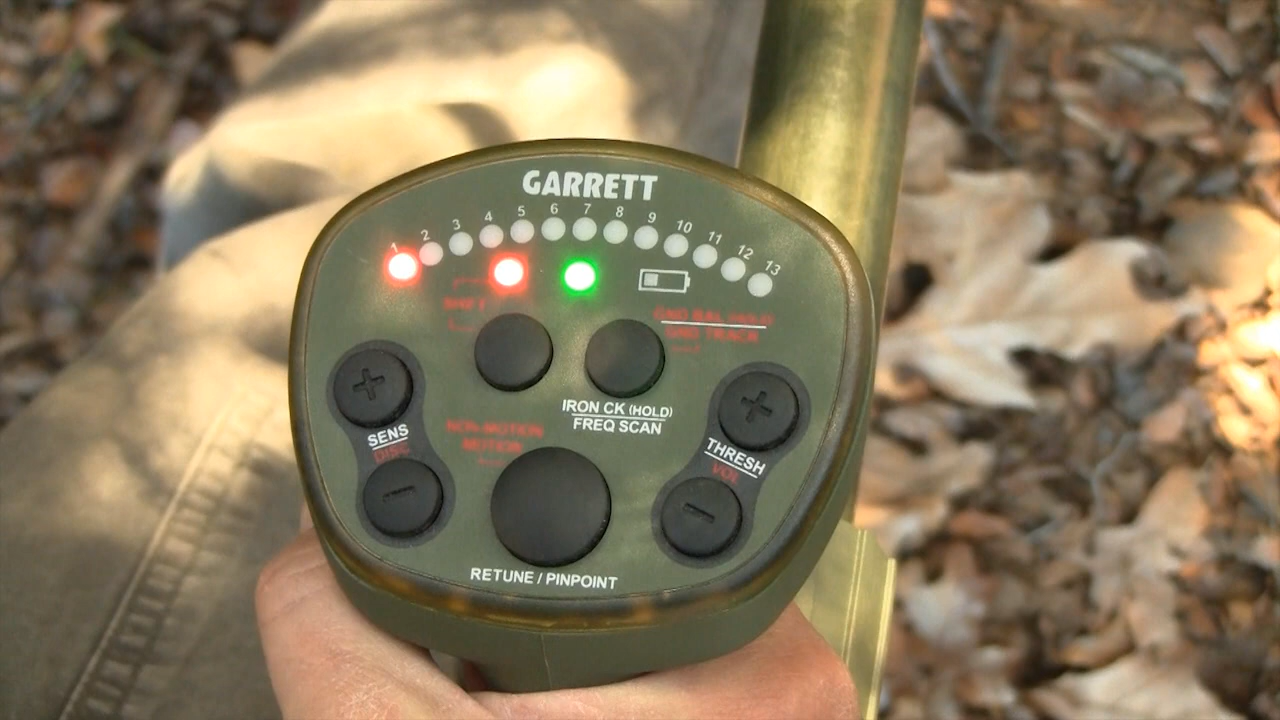 GARRETT
1 2 3 4 5 6 7 8 9 10 11 12 13
SHIFT
GND BAL (HOLD)
GND TRACK
IRON CK (HOLD)
FREQ SCAN
NON-MOTION
MOTION
SENS
DISC
THRESH
VOL
RETUNE / PINPOINT